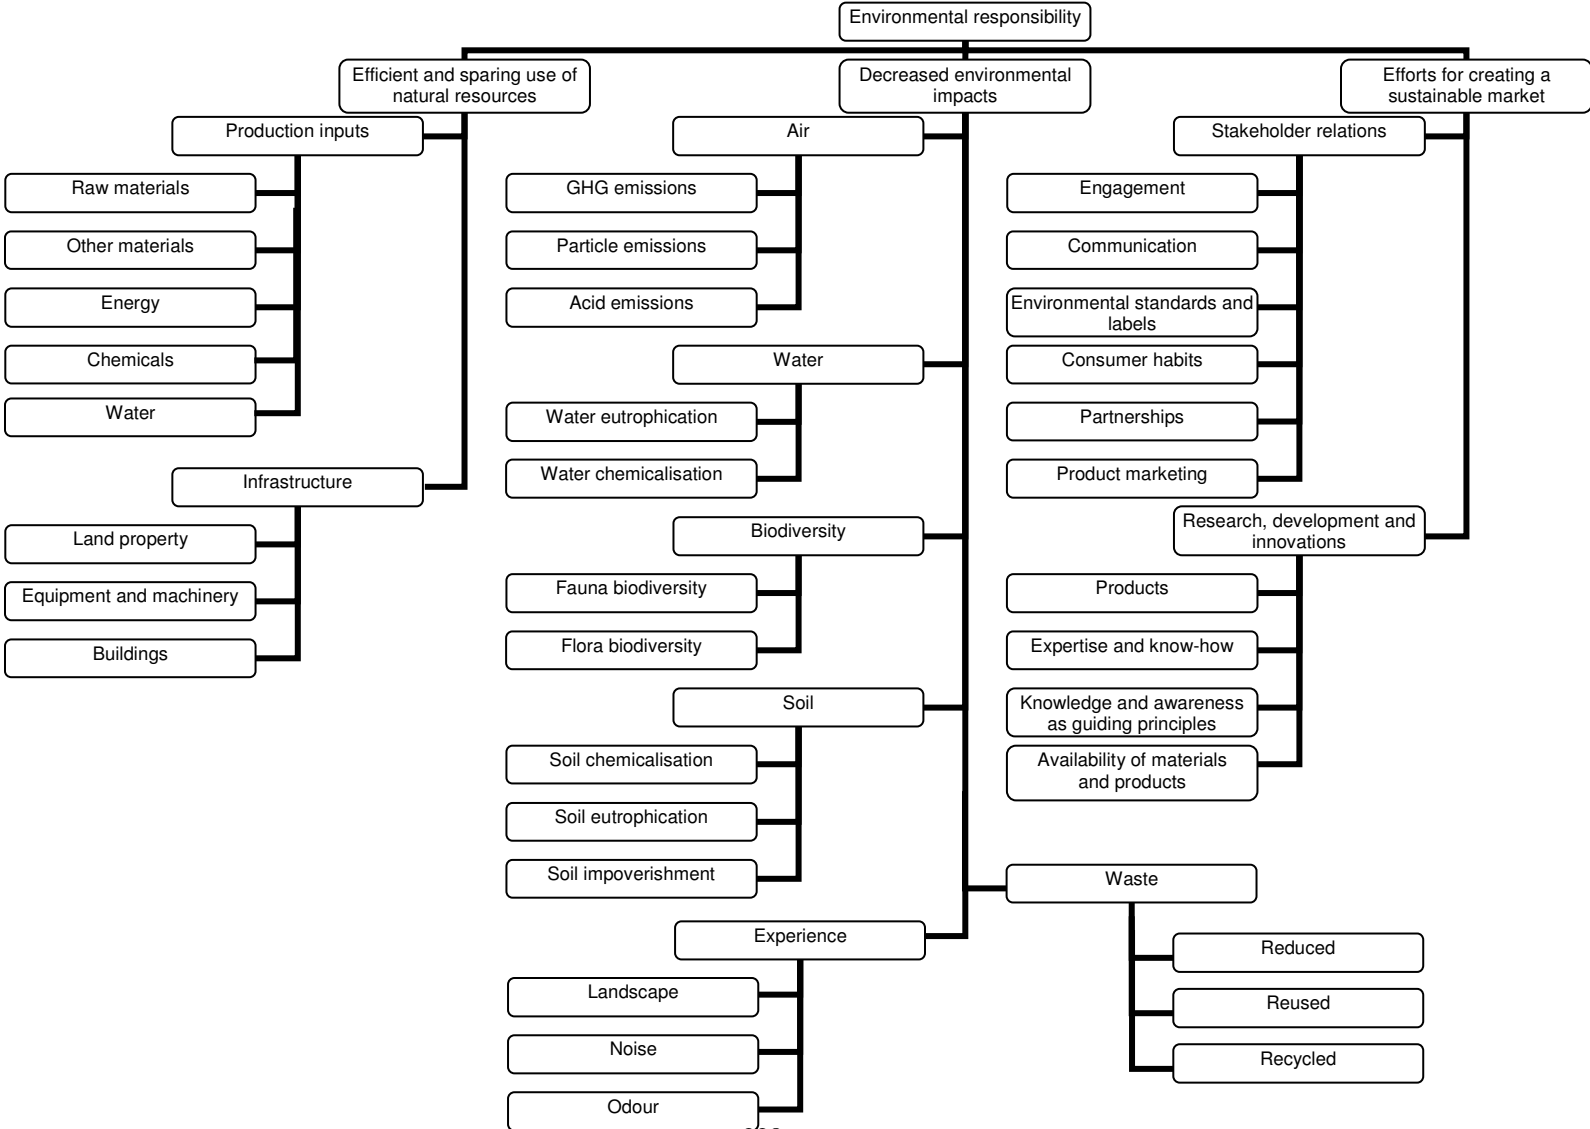 Environmental responsibility
Efficient and sparing use of
natural resources
Production inputs
Raw materials
Other materials
Energy
Chemicals
Water
Infrastructure
Land property
Equipment and machinery
Buildings
Decreased environmental
impacts
Air
GHG emissions
Particle emissions
Acid emissions
Water
Water eutrophication
Water chemicalisation
Biodiversity
Fauna biodiversity
Flora biodiversity
Soil
Soil chemicalisation
Soil eutrophication
Soil impoverishment
Experience
Landscape
Noise
Odour
Waste
Reduced
Reused
Recycled
Efforts for creating a
sustainable market
Stakeholder relations
Engagement
Communication
Environmental standards and
labels
Consumer habits
Partnerships
Product marketing
Research, development and
innovations
Products
Expertise and know-how
Knowledge and awareness
as guiding principles
Availability of materials
and products